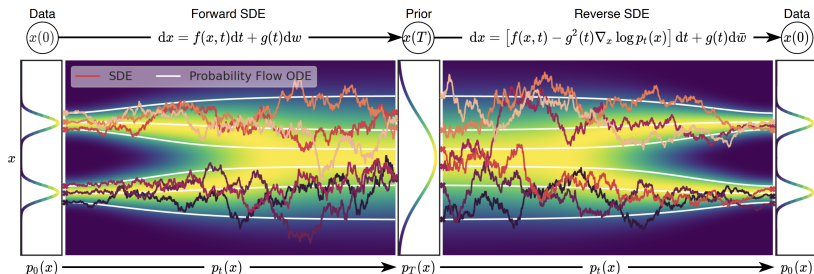 Data Forward SDE Prior Reverse SDE Data
x(0) dx = f(x, t)dt + g(t)dw x(T) dx = [f(x, t) − g²(t)∇ₓ log pₜ(x)] dt + g(t)dw̄ x(0)
SDE Probability Flow ODE
x
p₀(x) pₜ(x) p_T(x) pₜ(x) p₀(x)